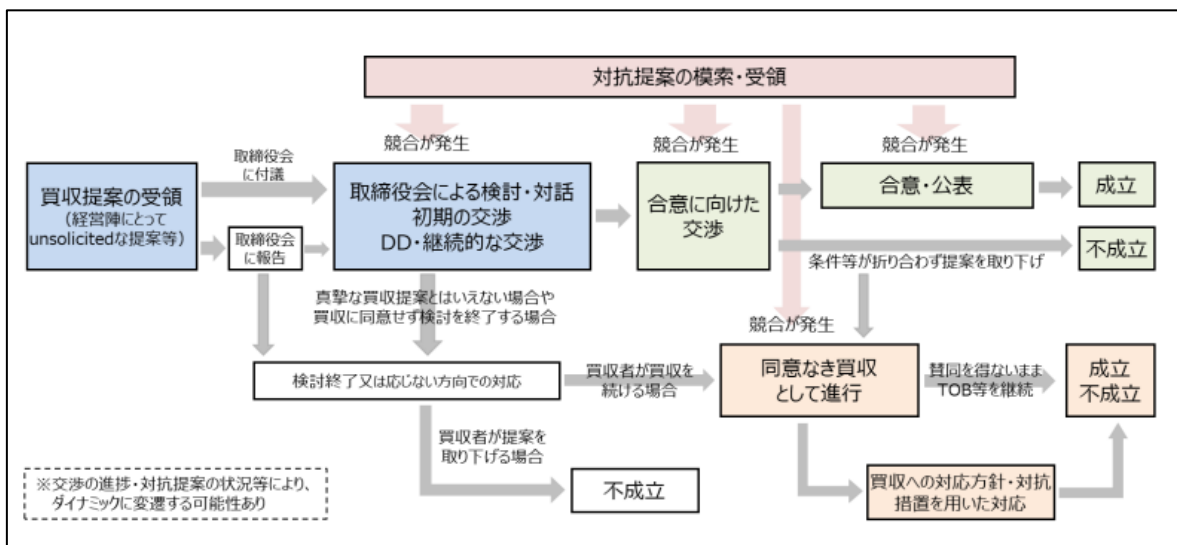 対抗提案の模索・受領
競合が発生
競合が発生
競合が発生
取締役会
に付議
買収提案の受領
（経営陣にとって
unsolicitedな提案等）
取締役会
に報告
取締役会による検討・対話
初期の交渉
DD・継続的な交渉
合意に向けた
交渉
合意・公表
成立
不成立
条件等が折り合わず提案を取り下げ
真摯な買収提案とはいえない場合や
買収に同意せず検討を終了する場合
競合が発生
検討終了又は応じない方向での対応
買収者が買収を
続ける場合
同意なき買収
として進行
賛同を得ないまま
TOB等を継続
成立
不成立
買収者が提案を
取り下げる場合
不成立
買収への対応方針・対抗
措置を用いた対応
※交渉の進捗・対抗提案の状況等により、
ダイナミックに変遷する可能性あり